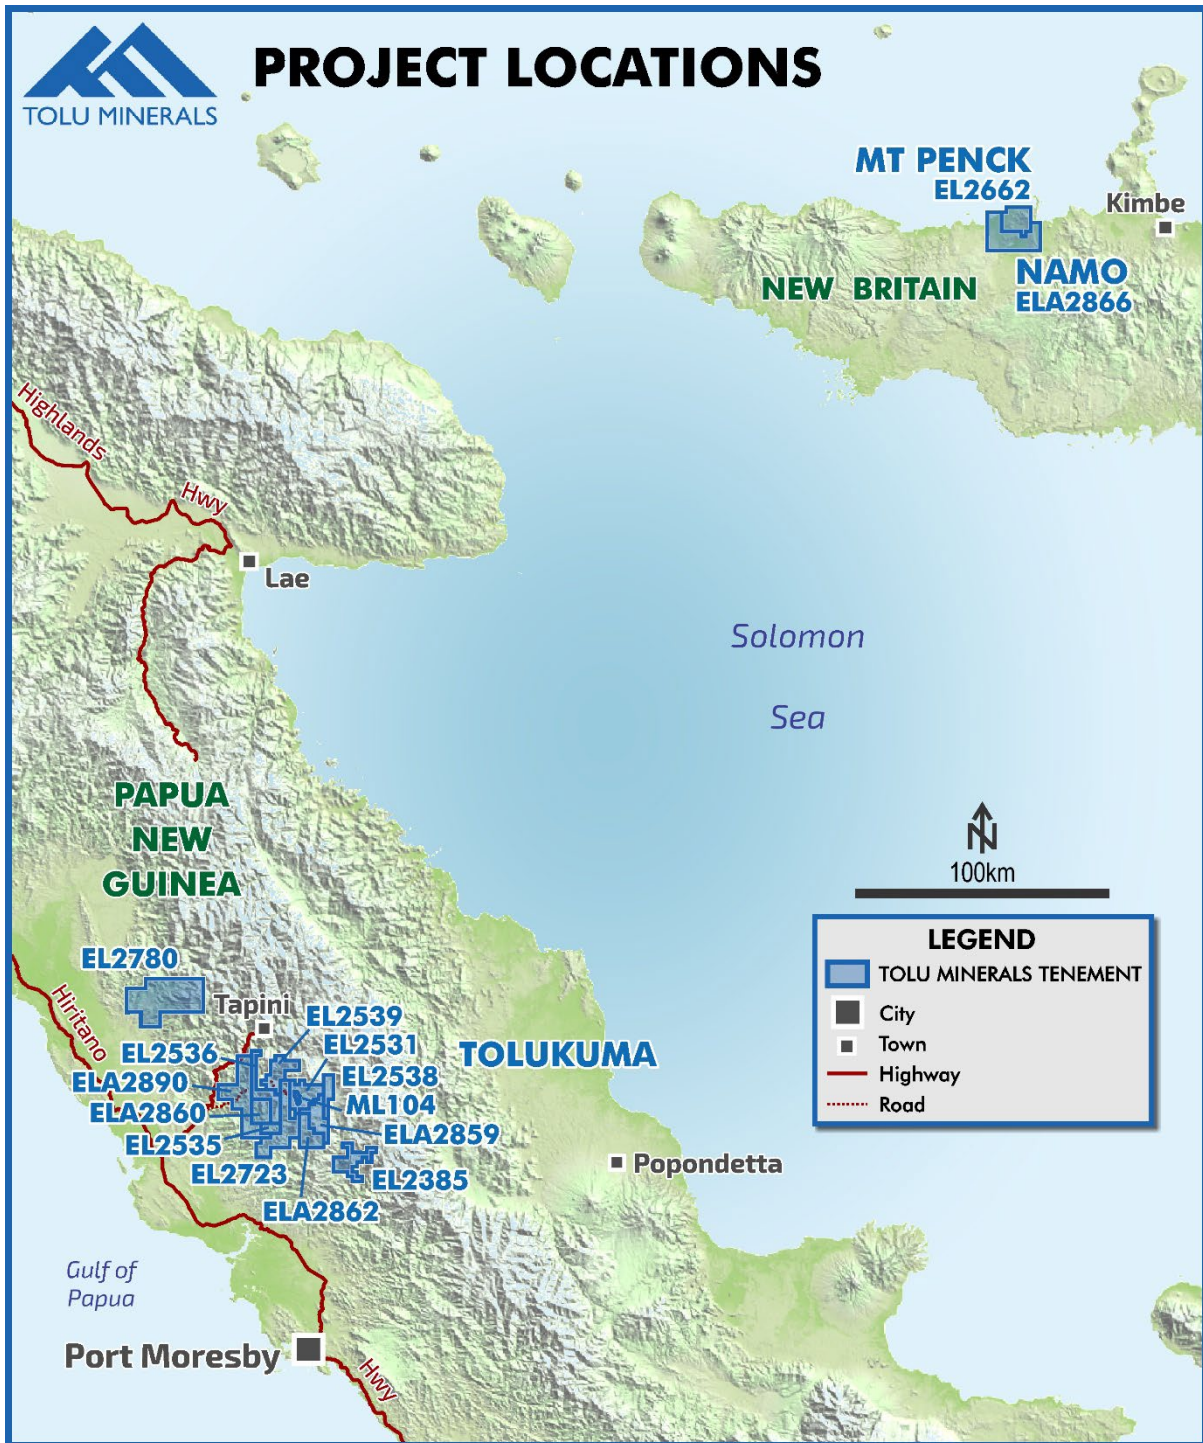 TOLU MINERALS
PROJECT LOCATIONS
MT PENCK
EL2662
Kimbe
NEW BRITAIN
NAMO
ELA2866
Highlands
Hwy
Lae
Solomon
Sea
PAPUA
NEW
GUINEA
N
100km
LEGEND
TOLU MINERALS TENEMENT
City
Town
Highway
Road
EL2780
Tapini
Hiritano
EL2539
EL2536
EL2531
TOLUKUMA
ELA2890
EL2538
ELA2860
ML104
EL2535
ELA2859
EL2723
EL2385
ELA2862
Popondetta
Gulf of
Papua
Port Moresby
Hwy